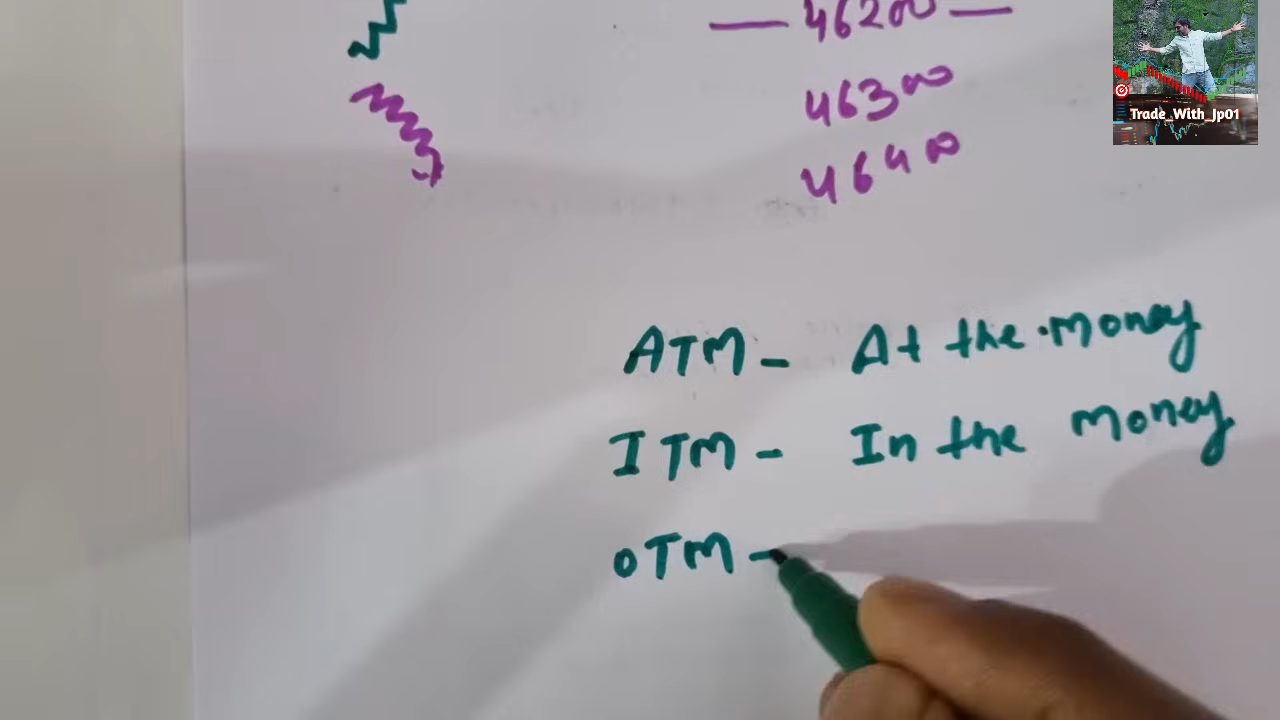 — 46200 —
Trade_With_Jp01
46300
46400
ATM - At the money
ITM - In the money
OTM -